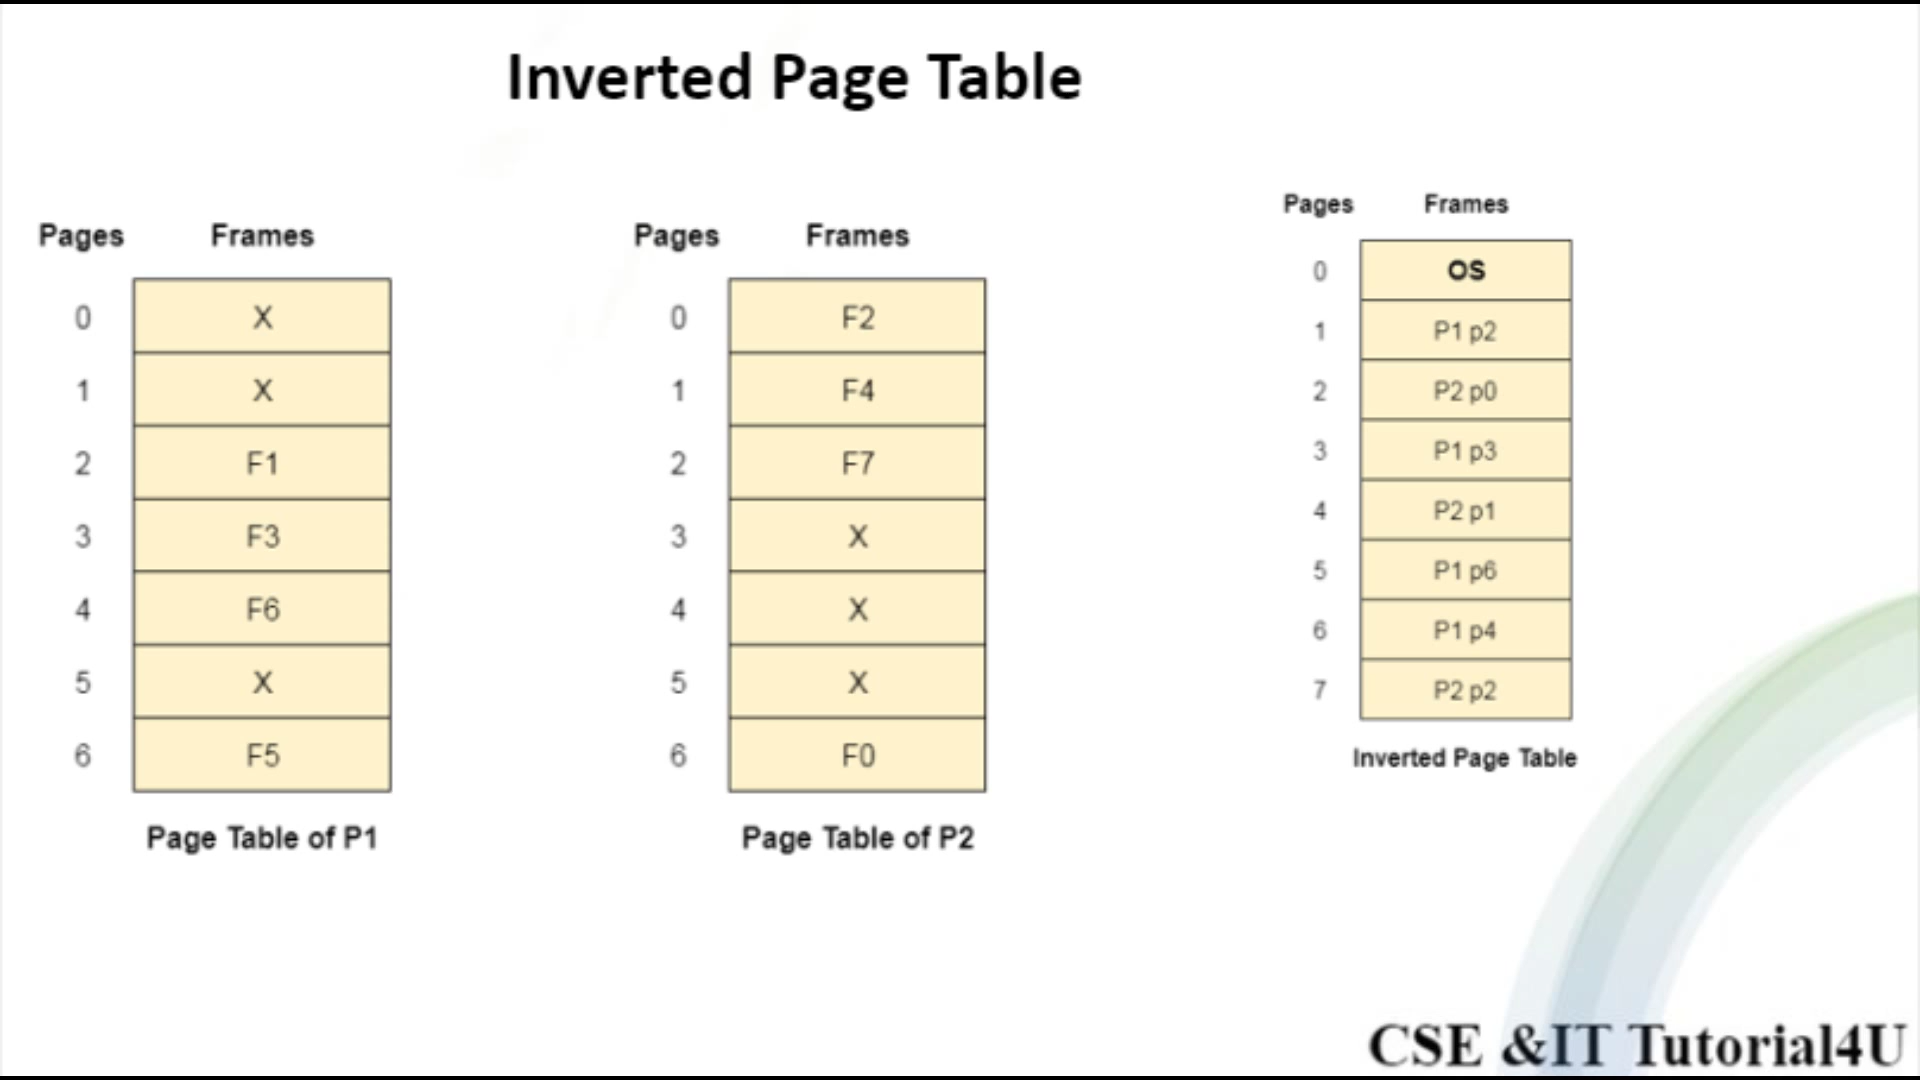 Inverted Page Table
Pages Frames
0 X
1 X
2 F1
3 F3
4 F6
5 X
6 F5
Page Table of P1
Pages Frames
0 F2
1 F4
2 F7
3 X
4 X
5 X
6 F0
Page Table of P2
Pages Frames
0 OS
1 P1 p2
2 P2 p0
3 P1 p3
4 P2 p1
5 P1 p6
6 P1 p4
7 P2 p2
Inverted Page Table
CSE &IT Tutorial4U